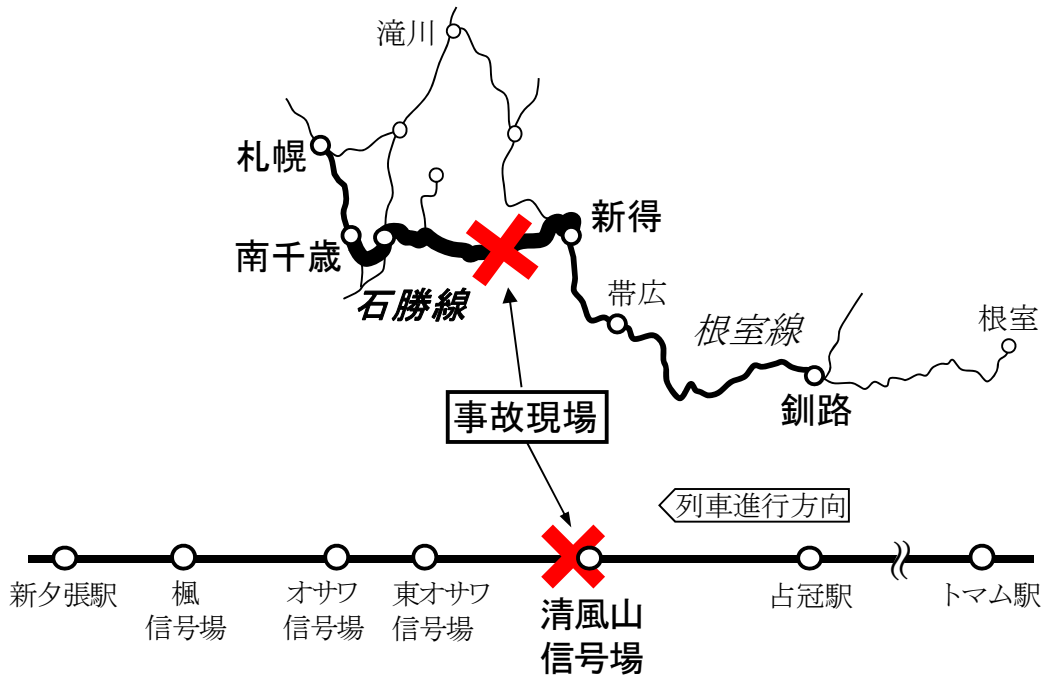 滝川
札幌
新得
南千歳
石勝線
帯広
根室線
根室
釧路
事故現場
列車進行方向
新夕張駅
楓
信号場
オサワ
信号場
東オサワ
信号場
清風山
信号場
占冠駅
トマム駅